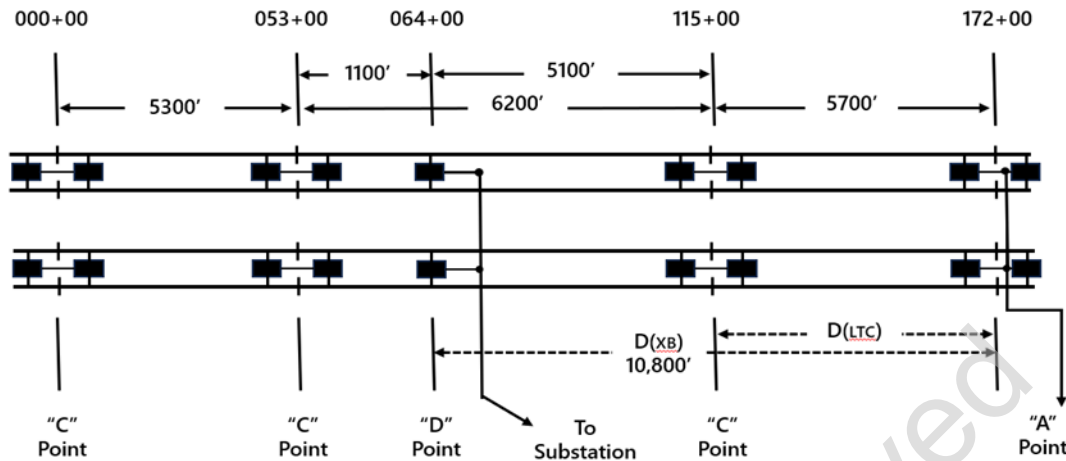 000+00 053+00 064+00 115+00 172+00
1100’ 5100’
5300’ 6200’ 5700’
D(XB) D(LTC)
10,800’
“C” “C” “D” To “C” “A”
Point Point Point Substation Point Point
ved